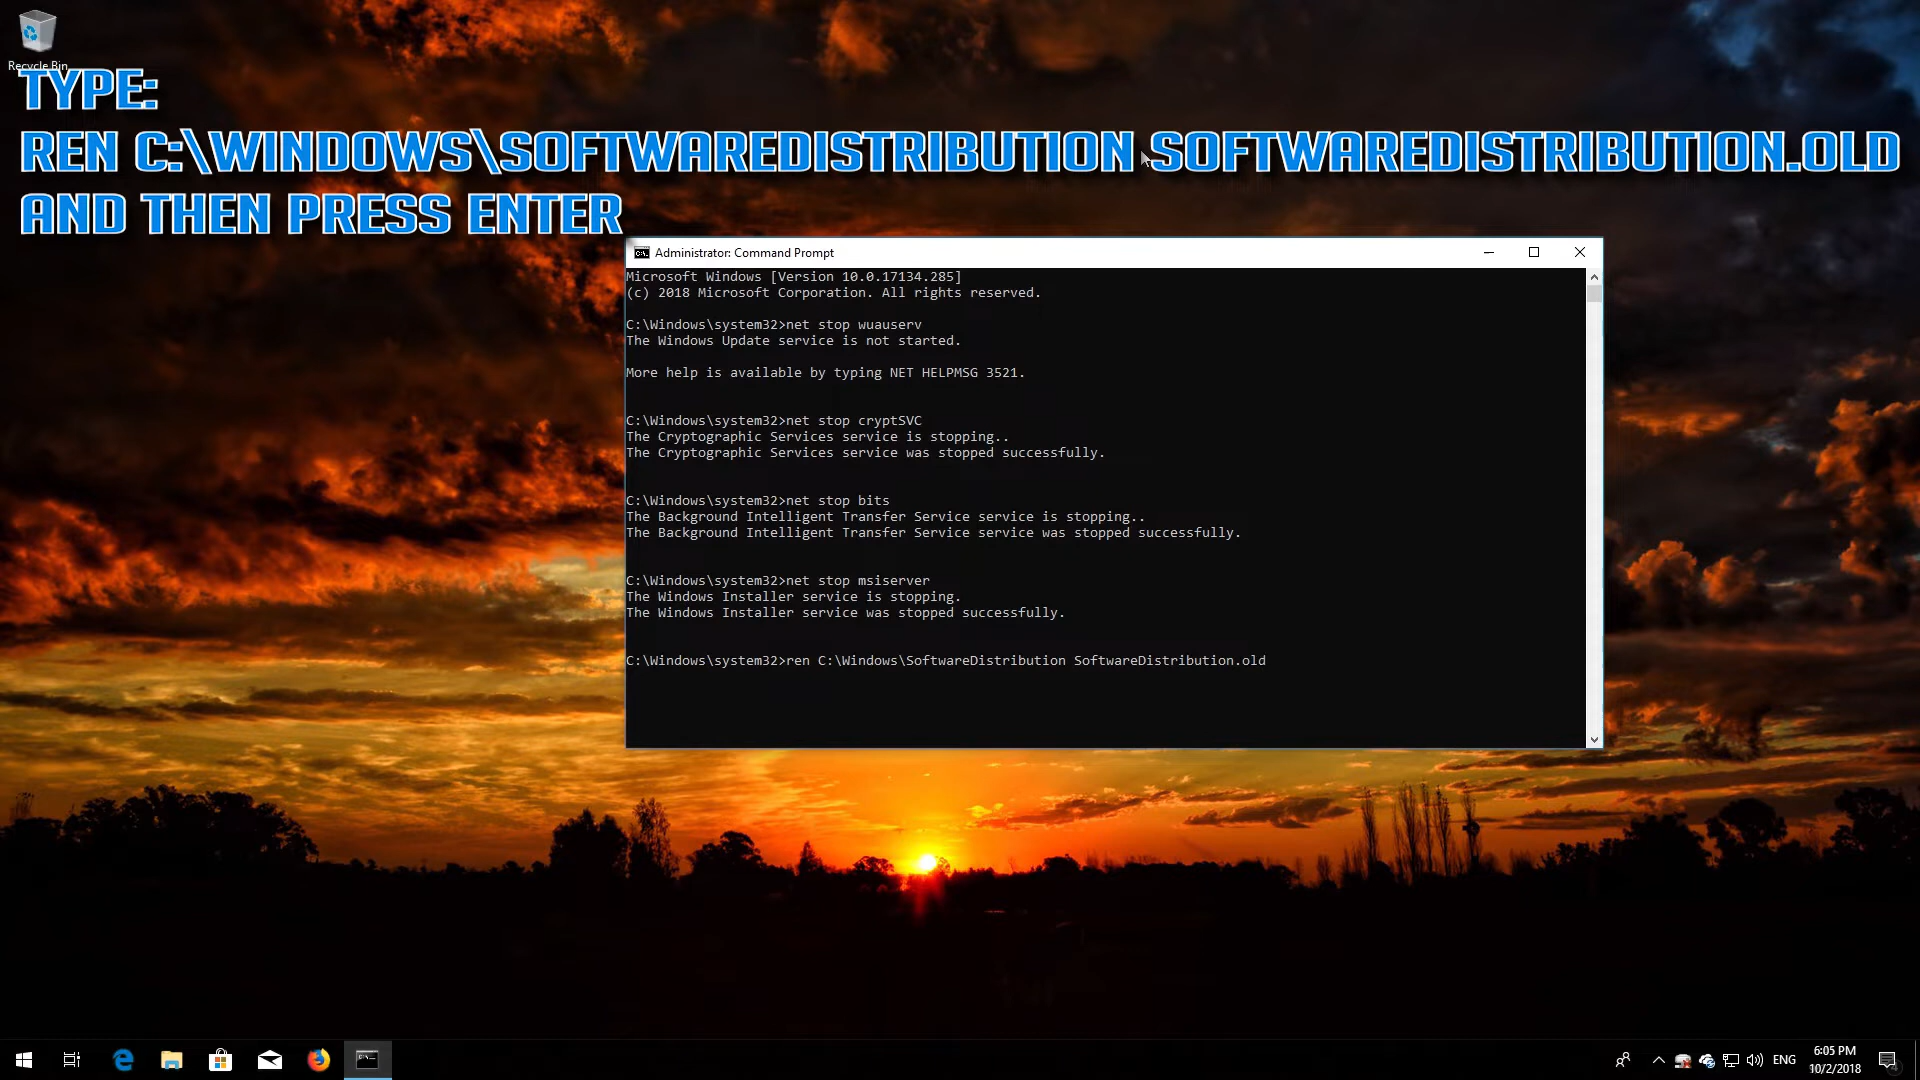 Recycle Bin
TYPE:
REN C:\WINDOWS\SOFTWAREDISTRIBUTION SOFTWAREDISTRIBUTION.OLD
AND THEN PRESS ENTER
Administrator: Command Prompt
Microsoft Windows [Version 10.0.17134.285]
(c) 2018 Microsoft Corporation. All rights reserved.
C:\Windows\system32>net stop wuauserv
The Windows Update service is not started.
More help is available by typing NET HELPMSG 3521.
C:\Windows\system32>net stop cryptSVC
The Cryptographic Services service is stopping..
The Cryptographic Services service was stopped successfully.
C:\Windows\system32>net stop bits
The Background Intelligent Transfer Service service is stopping..
The Background Intelligent Transfer Service service was stopped successfully.
C:\Windows\system32>net stop msiserver
The Windows Installer service is stopping.
The Windows Installer service was stopped successfully.
C:\Windows\system32>ren C:\Windows\SoftwareDistribution SoftwareDistribution.old
ENG
6:05 PM
10/2/2018